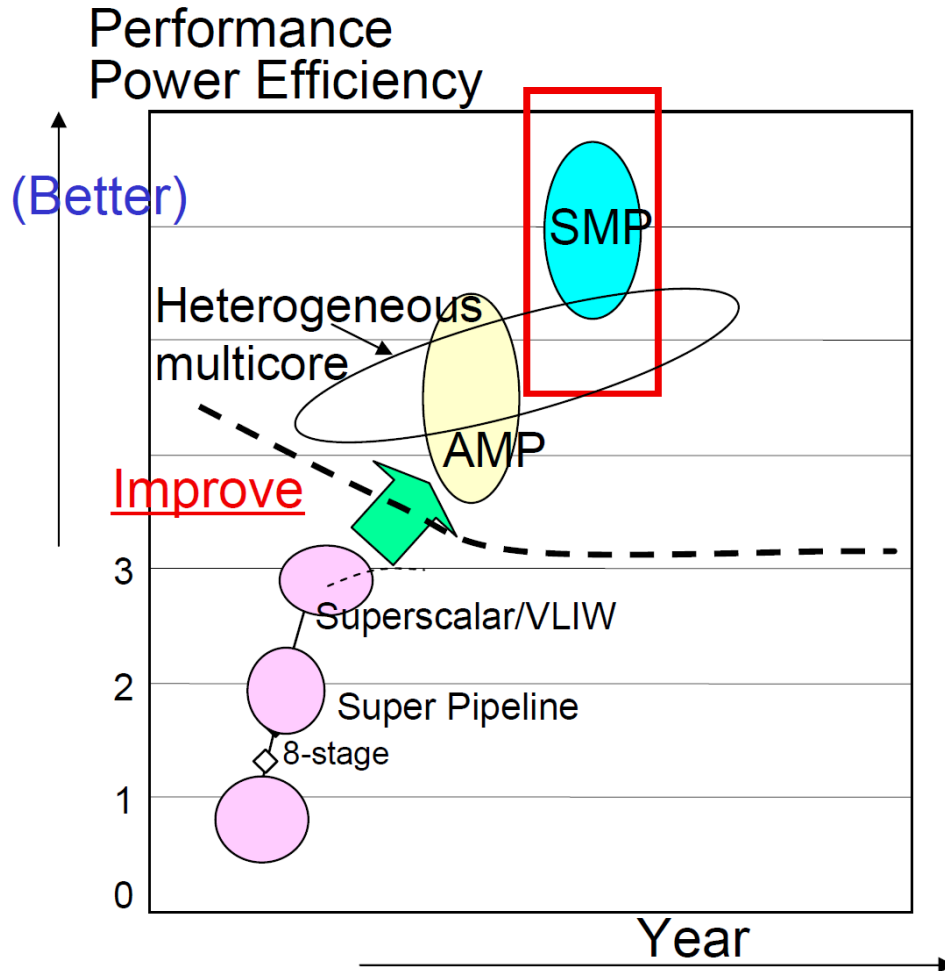 Performance
Power Efficiency
(Better)
SMP
Heterogeneous
multicore
AMP
Improve
3
Superscalar/VLIW
2
Super Pipeline
8-stage
1
0
Year